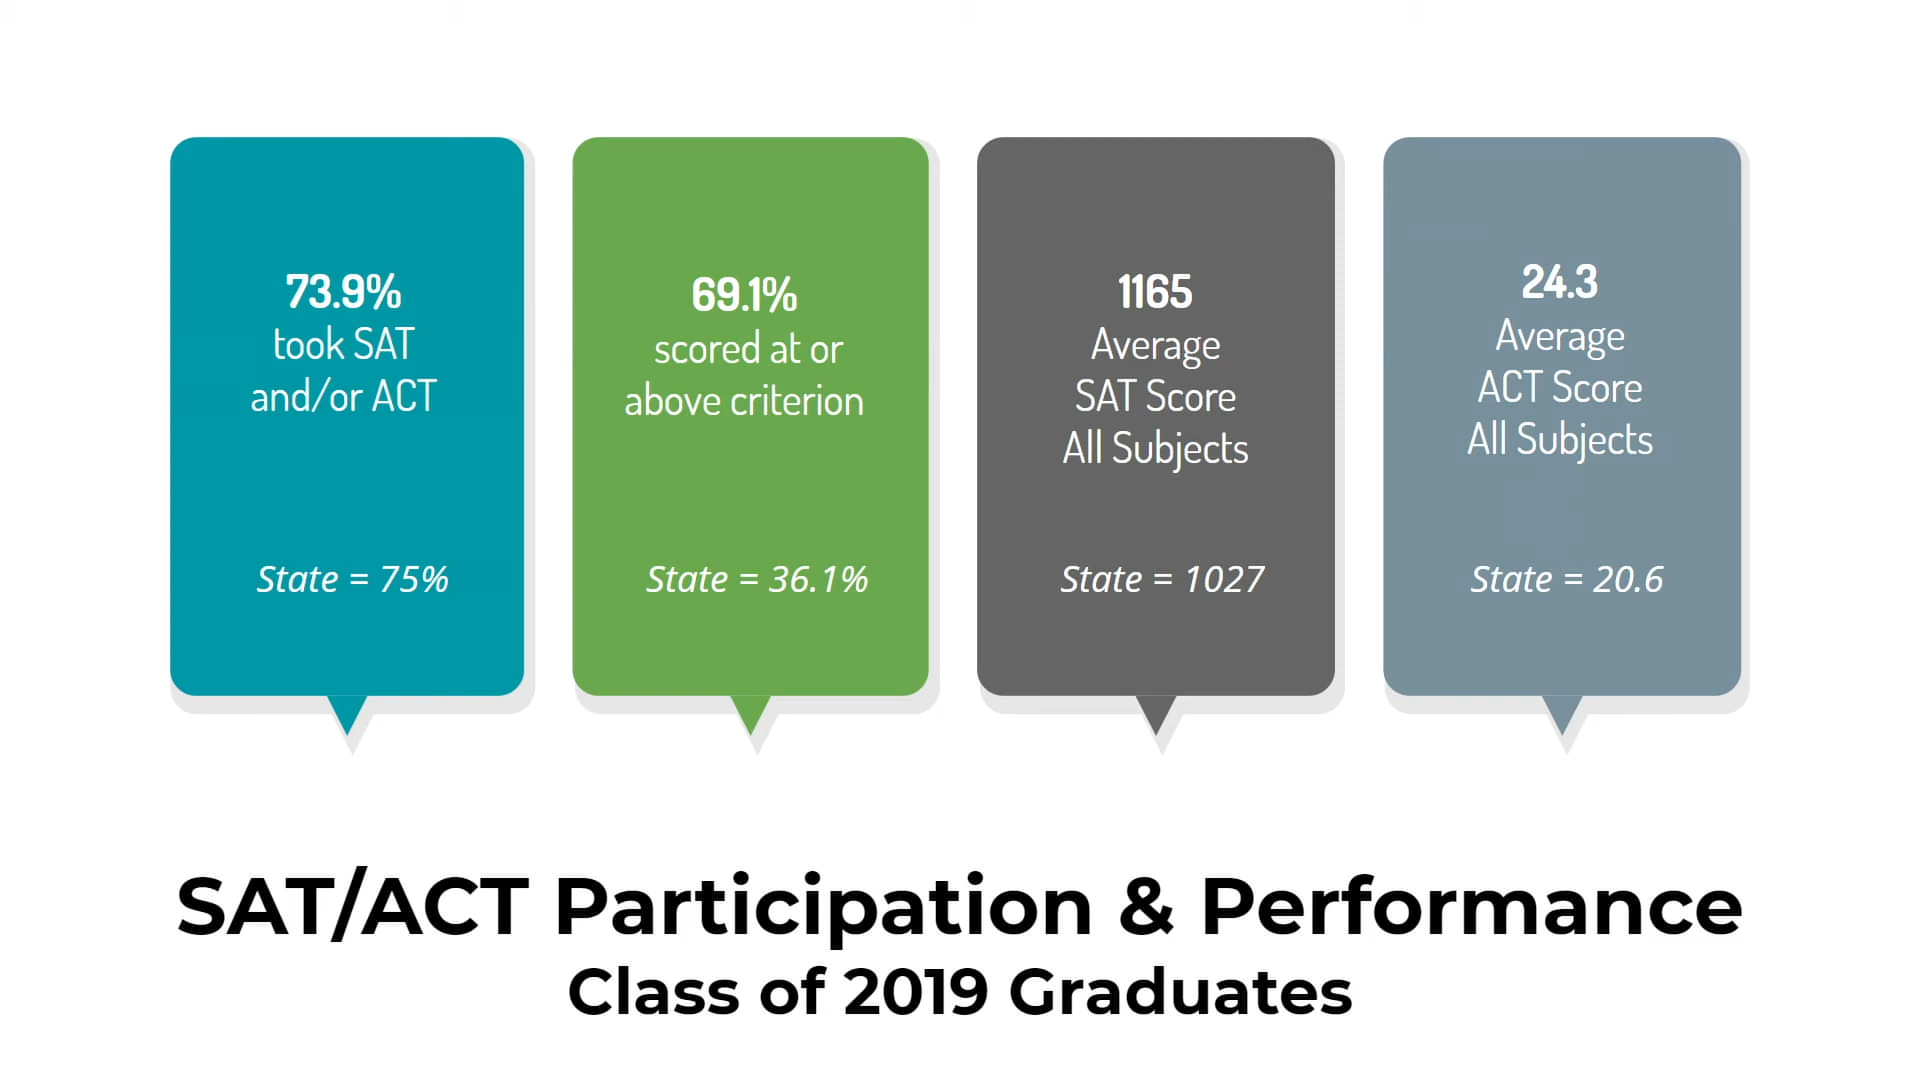 73.9%
took SAT
and/or ACT
State = 75%
69.1%
scored at or
above criterion
State = 36.1%
1165
Average
SAT Score
All Subjects
State = 1027
24.3
Average
ACT Score
All Subjects
State = 20.6
SAT/ACT Participation & Performance
Class of 2019 Graduates